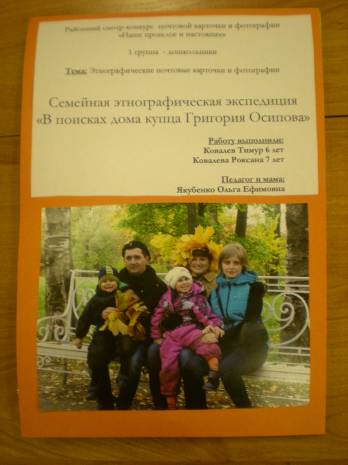 Районный смотр-конкурс почтовой карточки и фотографии
«Наше прошлое и настоящее»
1 группа - дошкольники
Тема: Этнографические почтовые карточки и фотографии
Семейная этнографическая экспедиция
«В поисках дома купца Григория Осипова»
Работу выполнили:
Ковалев Тимур 6 лет
Ковалева Роксана 7 лет
Педагог и мама:
Якубенко Ольга Ефимовна